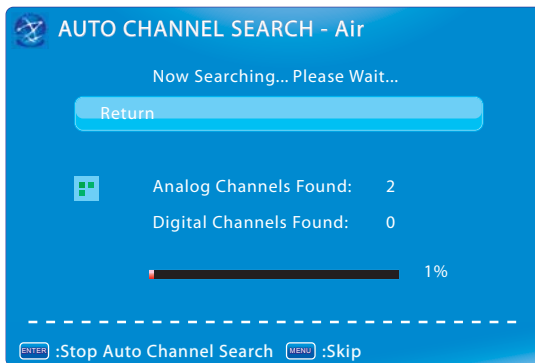 AUTO CHANNEL SEARCH - Air
Now Searching... Please Wait...
Return
Analog Channels Found: 2
Digital Channels Found: 0
1%
ENTER :Stop Auto Channel Search MENU :Skip